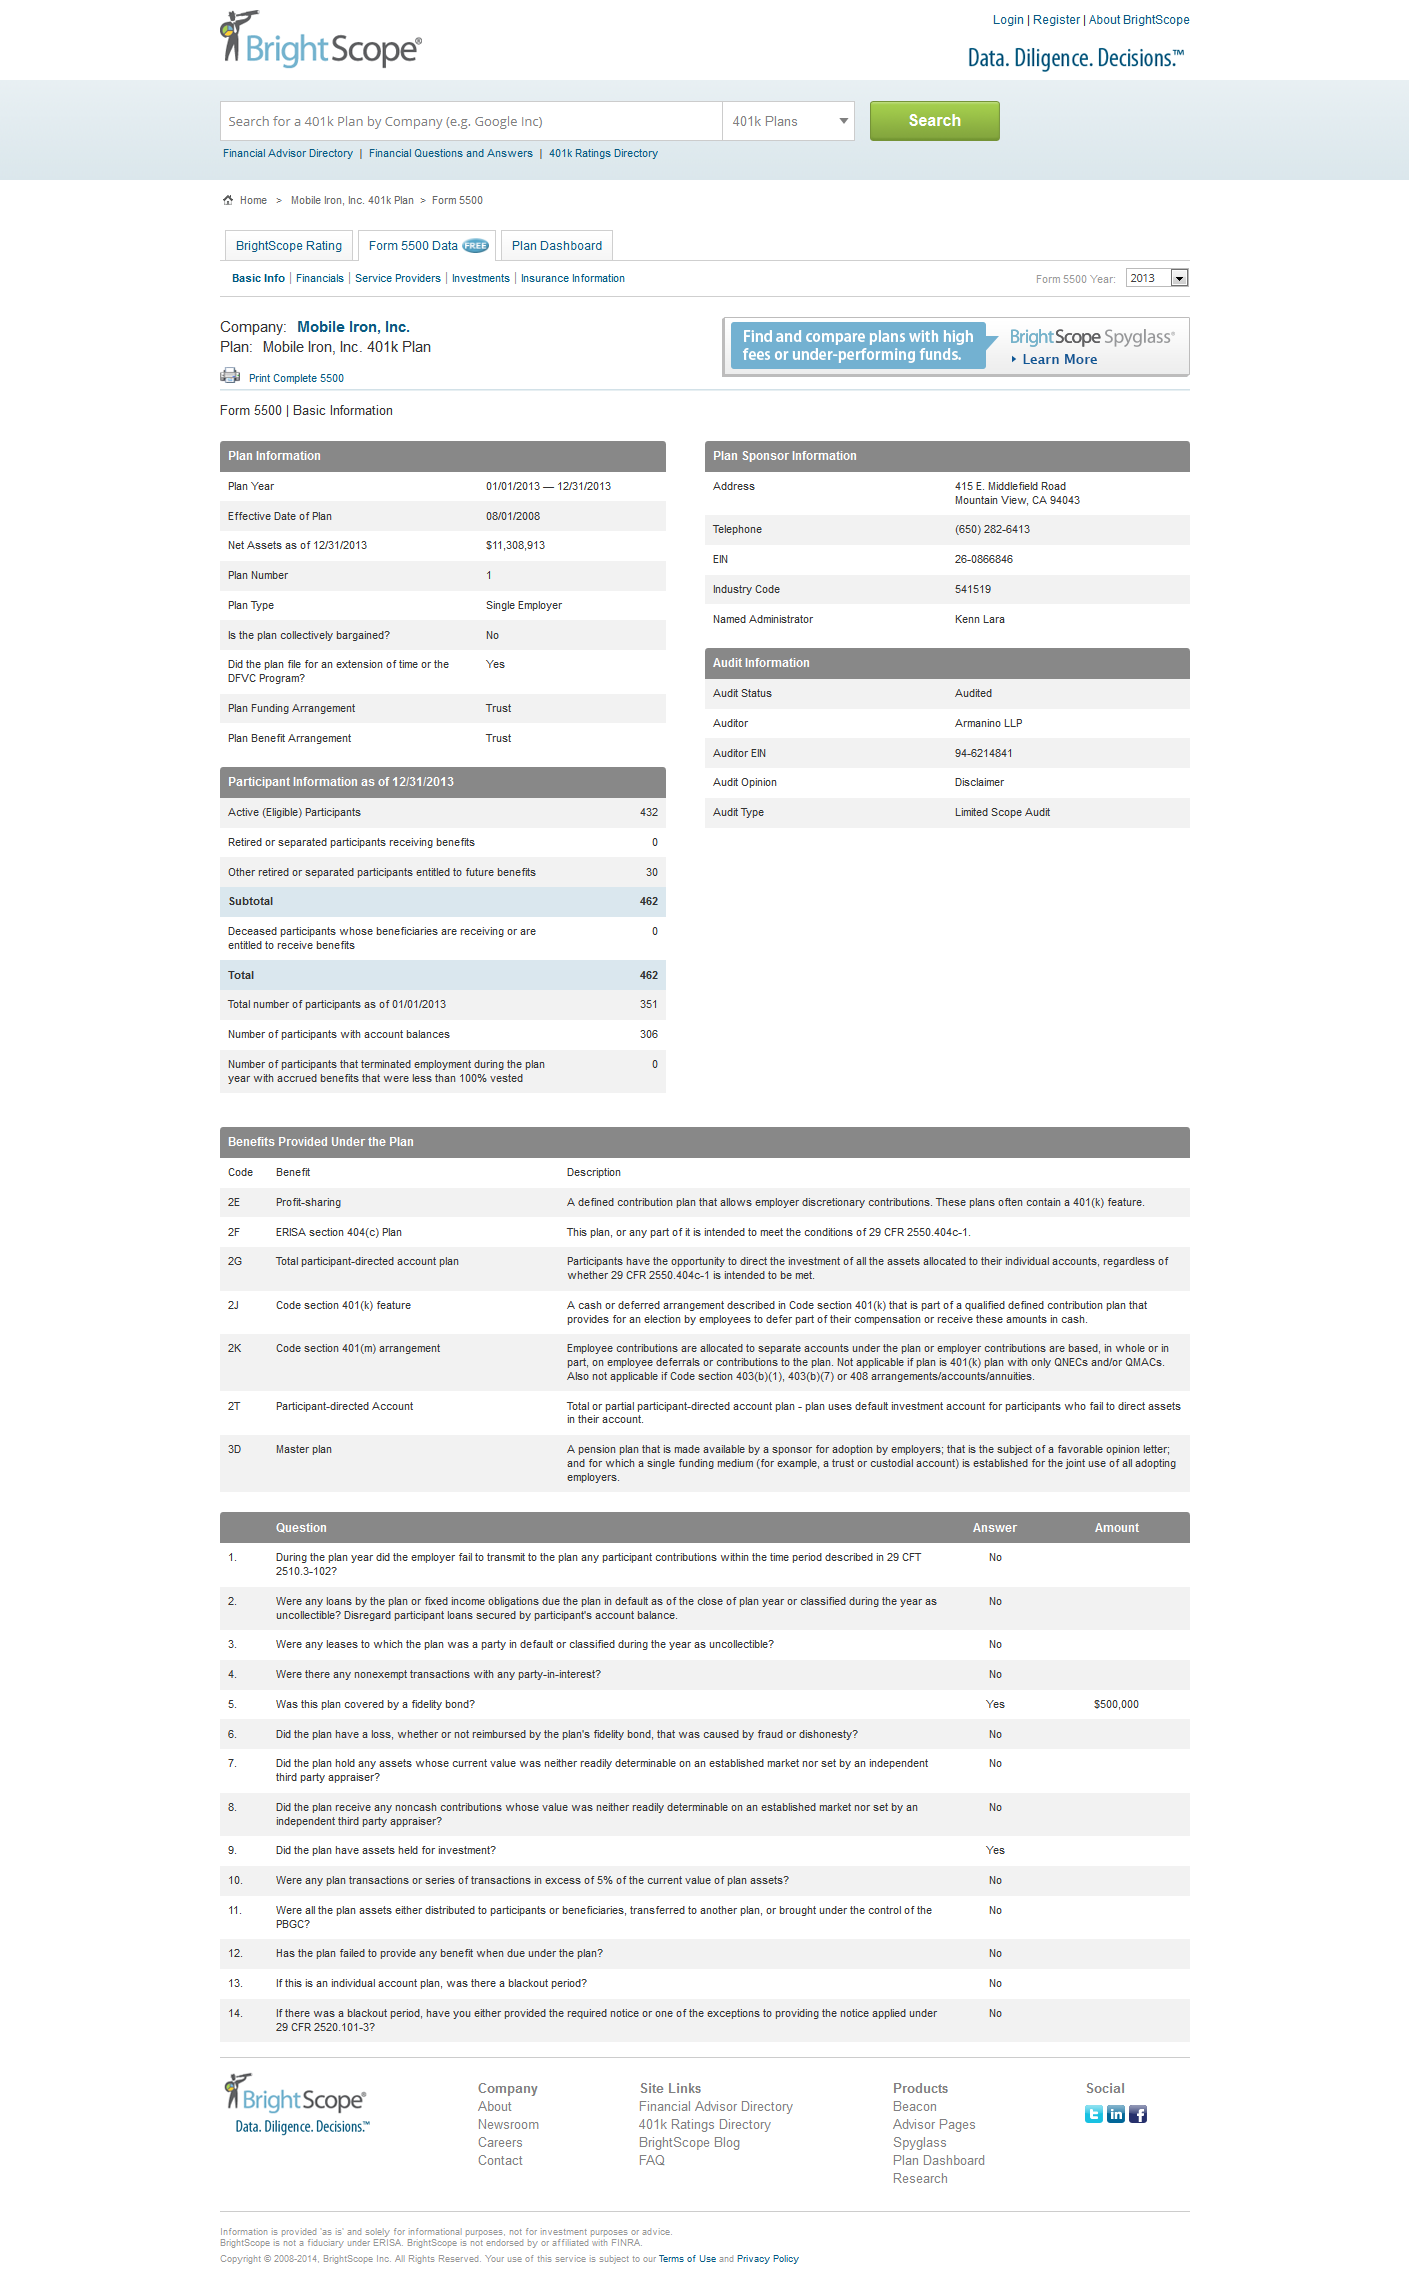 BrightScope®
Login | Register | About BrightScope
Data. Diligence. Decisions.™
Search for a 401k Plan by Company (e.g. Google Inc)
401k Plans
Search
Financial Advisor Directory | Financial Questions and Answers | 401k Ratings Directory
Home > Mobile Iron, Inc. 401k Plan > Form 5500
BrightScope Rating
Form 5500 Data FREE
Plan Dashboard
Basic Info | Financials | Service Providers | Investments | Insurance Information
Form 5500 Year: 2013
Company: Mobile Iron, Inc.
Plan: Mobile Iron, Inc. 401k Plan
Print Complete 5500
Find and compare plans with high
fees or under-performing funds.
BrightScope Spyglass®
Learn More
Form 5500 | Basic Information
Plan Information
Plan Year 01/01/2013 — 12/31/2013
Effective Date of Plan 08/01/2008
Net Assets as of 12/31/2013 $11,308,913
Plan Number 1
Plan Type Single Employer
Is the plan collectively bargained? No
Did the plan file for an extension of time or the Yes
DFVC Program?
Plan Funding Arrangement Trust
Plan Benefit Arrangement Trust
Participant Information as of 12/31/2013
Active (Eligible) Participants 432
Retired or separated participants receiving benefits 0
Other retired or separated participants entitled to future benefits 30
Subtotal 462
Deceased participants whose beneficiaries are receiving or are 0
entitled to receive benefits
Total 462
Total number of participants as of 01/01/2013 351
Number of participants with account balances 306
Number of participants that terminated employment during the plan 0
year with accrued benefits that were less than 100% vested
Plan Sponsor Information
Address 415 E. Middlefield Road
Mountain View, CA 94043
Telephone (650) 282-6413
EIN 26-0866846
Industry Code 541519
Named Administrator Kenn Lara
Audit Information
Audit Status Audited
Auditor Armanino LLP
Auditor EIN 94-6214841
Audit Opinion Disclaimer
Audit Type Limited Scope Audit
Benefits Provided Under the Plan
Code Benefit Description
2E Profit-sharing A defined contribution plan that allows employer discretionary contributions. These plans often contain a 401(k) feature.
2F ERISA section 404(c) Plan This plan, or any part of it is intended to meet the conditions of 29 CFR 2550.404c-1.
2G Total participant-directed account plan Participants have the opportunity to direct the investment of all the assets allocated to their individual accounts, regardless of
whether 29 CFR 2550.404c-1 is intended to be met.
2J Code section 401(k) feature A cash or deferred arrangement described in Code section 401(k) that is part of a qualified defined contribution plan that
provides for an election by employees to defer part of their compensation or receive these amounts in cash.
2K Code section 401(m) arrangement Employee contributions are allocated to separate accounts under the plan or employer contributions are based, in whole or in
part, on employee deferrals or contributions to the plan. Not applicable if plan is 401(k) plan with only QNECs and/or QMACs.
Also not applicable if Code section 403(b)(1), 403(b)(7) or 408 arrangements/accounts/annuities.
2T Participant-directed Account Total or partial participant-directed account plan - plan uses default investment account for participants who fail to direct assets
in their account.
3D Master plan A pension plan that is made available by a sponsor for adoption by employers; that is the subject of a favorable opinion letter;
and for which a single funding medium (for example, a trust or custodial account) is established for the joint use of all adopting
employers.
Question Answer Amount
1. During the plan year did the employer fail to transmit to the plan any participant contributions within the time period described in 29 CFT No
2510.3-102?
2. Were any loans by the plan or fixed income obligations due the plan in default as of the close of plan year or classified during the year as No
uncollectible? Disregard participant loans secured by participant's account balance.
3. Were any leases to which the plan was a party in default or classified during the year as uncollectible? No
4. Were there any nonexempt transactions with any party-in-interest? No
5. Was this plan covered by a fidelity bond? Yes $500,000
6. Did the plan have a loss, whether or not reimbursed by the plan's fidelity bond, that was caused by fraud or dishonesty? No
7. Did the plan hold any assets whose current value was neither readily determinable on an established market nor set by an independent No
third party appraiser?
8. Did the plan receive any noncash contributions whose value was neither readily determinable on an established market nor set by an No
independent third party appraiser?
9. Did the plan have assets held for investment? Yes
10. Were any plan transactions or series of transactions in excess of 5% of the current value of plan assets? No
11. Were all the plan assets either distributed to participants or beneficiaries, transferred to another plan, or brought under the control of the No
PBGC?
12. Has the plan failed to provide any benefit when due under the plan? No
13. If this is an individual account plan, was there a blackout period? No
14. If there was a blackout period, have you either provided the required notice or one of the exceptions to providing the notice applied under No
29 CFR 2520.101-3?
BrightScope®
Data. Diligence. Decisions.™
Company
About
Newsroom
Careers
Contact
Site Links
Financial Advisor Directory
401k Ratings Directory
BrightScope Blog
FAQ
Products
Beacon
Advisor Pages
Spyglass
Plan Dashboard
Research
Social
Information is provided 'as is' and solely for informational purposes, not for investment purposes or advice.
BrightScope is not a fiduciary under ERISA. BrightScope is not endorsed by or affiliated with FINRA.
Copyright © 2008-2014, BrightScope Inc. All Rights Reserved. Your use of this service is subject to our Terms of Use and Privacy Policy